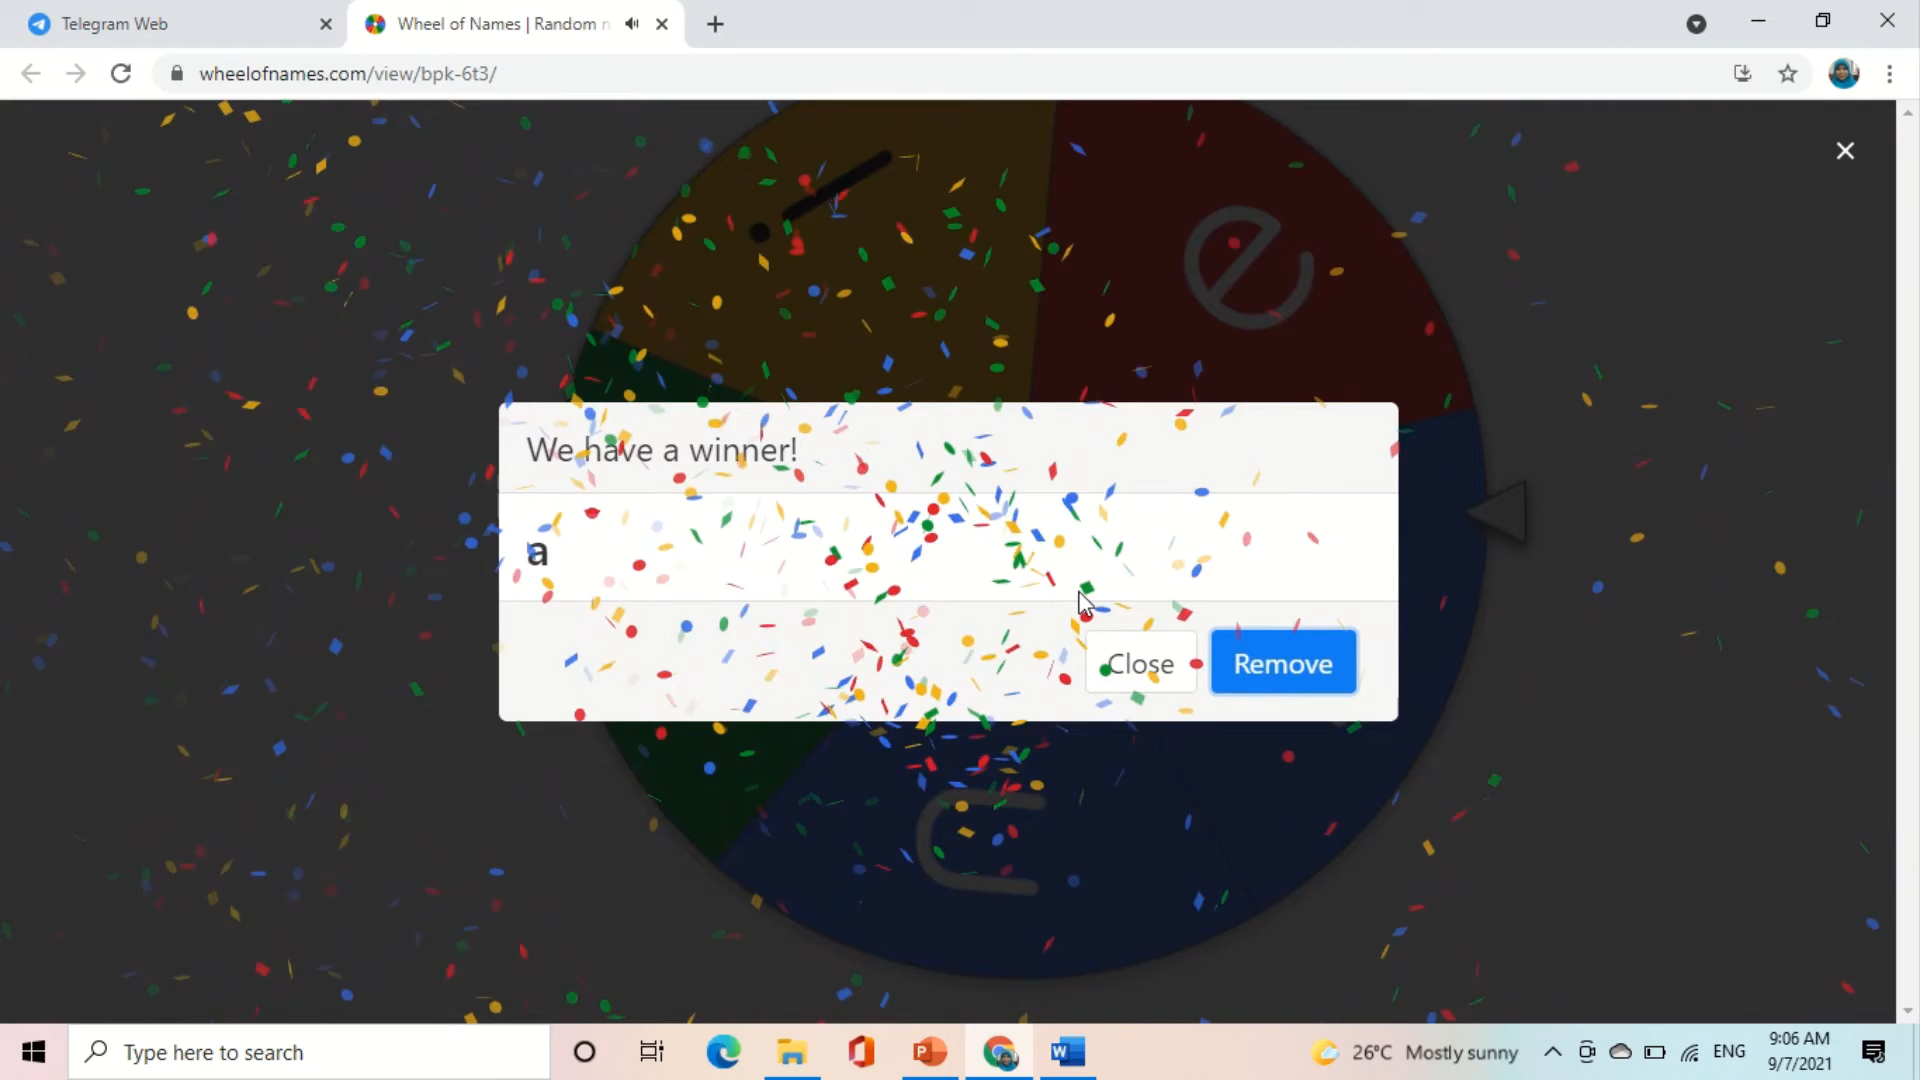 Telegram Web
Wheel of Names | Random n
wheelofnames.com/view/bpk-6t3/
i
e
We have a winner!
a
Close
Remove
u
Type here to search
26°C Mostly sunny
ENG
9:06 AM
9/7/2021